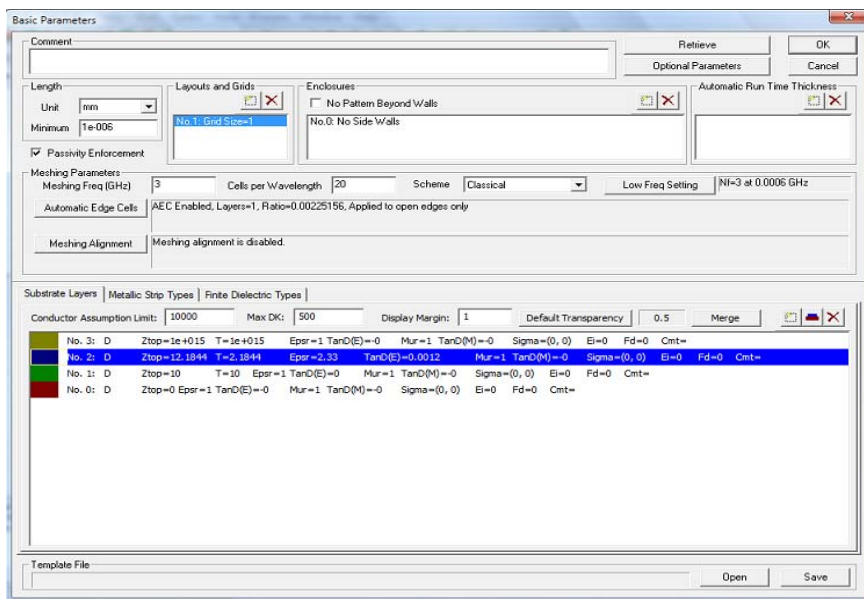 Basic Parameters
Comment
Retrieve
OK
Optional Parameters
Cancel
Length
Unit mm
Minimum 1e-006
Layouts and Grids
No.1: Grid Size=1
Enclosures
No Pattern Beyond Walls
No.0: No Side Walls
Automatic Run Time Thickness
Passivity Enforcement
Meshing Parameters
Meshing Freq (GHz) 3 Cells per Wavelength 20 Scheme Classical Low Freq Setting Nf=3 at 0.0006 GHz
Automatic Edge Cells AEC Enabled, Layers=1, Ratio=0.00225156, Applied to open edges only
Meshing Alignment Meshing alignment is disabled.
Substrate Layers Metallic Strip Types Finite Dielectric Types
Conductor Assumption Limit: 10000 Max DK: 500 Display Margin: 1 Default Transparency 0.5 Merge
No. 3: D Ztop=1e+015 T=1e+015 Epsr=1 TanD(E)=-0 Mur=1 TanD(M)=-0 Sigma=(0, 0) Ei=0 Fd=0 Cmt=
No. 2: D Ztop=12.1844 T=2.1844 Epsr=2.33 TanD(E)=0.0012 Mur=1 TanD(M)=-0 Sigma=(0, 0) Ei=0 Fd=0 Cmt=
No. 1: D Ztop=10 T=10 Epsr=1 TanD(E)=0 Mur=1 TanD(M)=-0 Sigma=(0, 0) Ei=0 Fd=0 Cmt=
No. 0: D Ztop=0 Epsr=1 TanD(E)=-0 Mur=1 TanD(M)=-0 Sigma=(0, 0) Ei=0 Fd=0 Cmt=
Template File
Open
Save